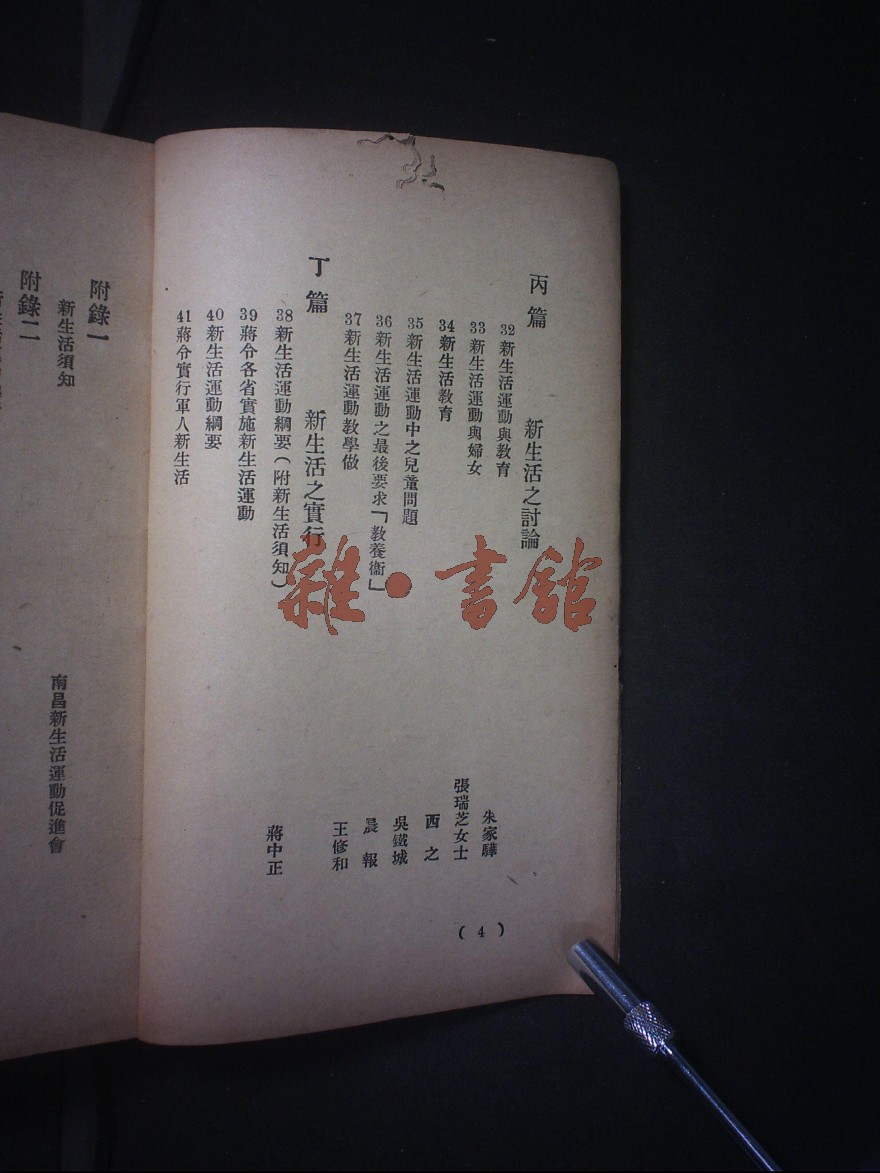 丙篇 新生活之討論
32 新生活運動與教育 朱家驊
33 新生活運動與婦女 張瑞芝女士
34 新生活教育 西之
35 新生活運動中之兒童問題 吳鐵城
36 新生活運動之最後要求「教養衞」 晨報
37 新生活運動教學做 王修和
丁篇 新生活之實行
38 新生活運動綱要(附新生活須知) 蔣中正
39 蔣令各省實施新生活運動
40 新生活運動綱要
41 蔣令實行軍人新生活
(4)
附錄一
新生活須知 南昌新生活運動促進會
附錄二
雜·書館